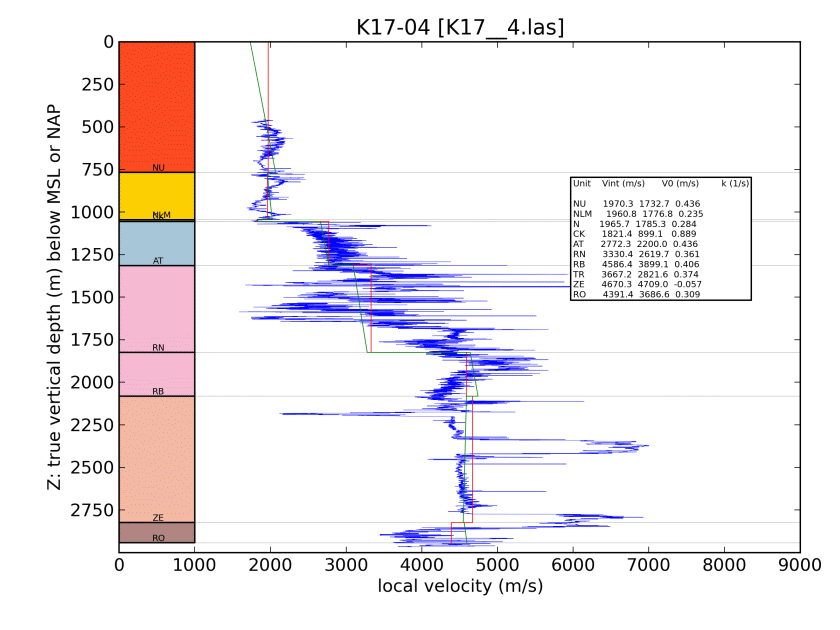 K17-04 [K17__4.las]
Z: true vertical depth (m) below MSL or NAP
0
250
500
750
1000
1250
1500
1750
2000
2250
2500
2750
NU
NLM
CK
AT
RN
RB
ZE
RO
Unit Vint (m/s) V0 (m/s) k (1/s)
NU 1970.3 1732.7 0.436
NLM 1960.8 1776.8 0.235
N 1965.7 1785.3 0.284
CK 1821.4 899.1 0.889
AT 2772.3 2200.0 0.436
RN 3330.4 2619.7 0.361
RB 4586.4 3899.1 0.406
TR 3667.2 2821.6 0.374
ZE 4670.3 4709.0 -0.057
RO 4391.4 3686.6 0.309
0 1000 2000 3000 4000 5000 6000 7000 8000 9000
local velocity (m/s)